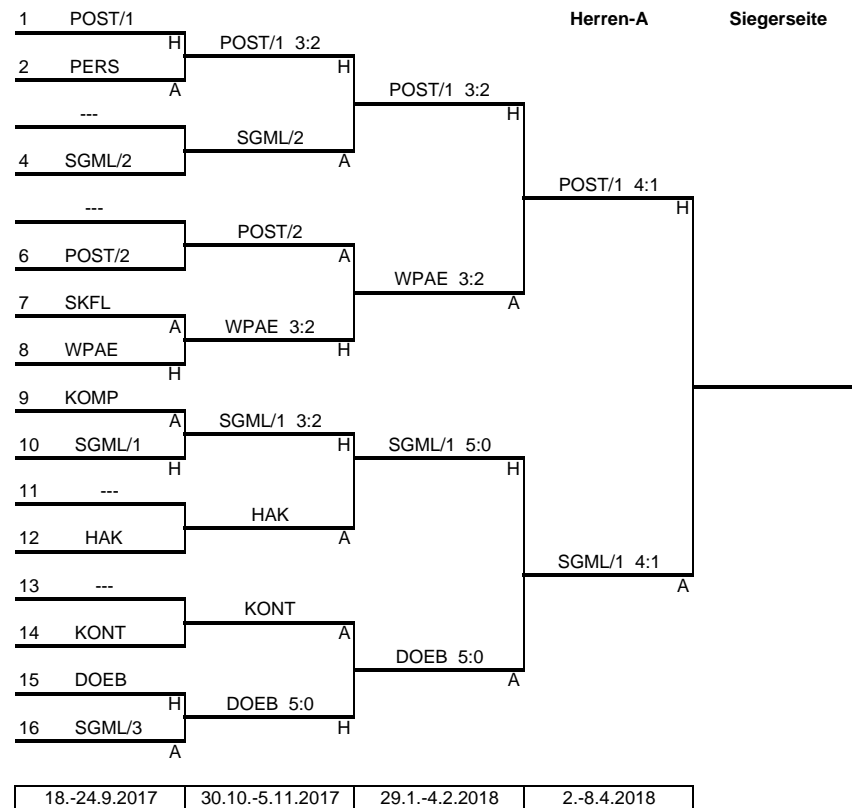 1 POST/1 Herren-A Siegerseite
H POST/1 3:2
2 PERS H
A POST/1 3:2
--- H
SGML/2
4 SGML/2 A
POST/1 4:1
--- H
POST/2
6 POST/2 A
WPAE 3:2
7 SKFL A
A WPAE 3:2
8 WPAE H
H
9 KOMP
A SGML/1 3:2
10 SGML/1 H SGML/1 5:0
H H
11 ---
HAK
12 HAK A
SGML/1 4:1
13 --- A
KONT
14 KONT A
DOEB 5:0
15 DOEB A
H DOEB 5:0
16 SGML/3 H
A
18.-24.9.2017 30.10.-5.11.2017 29.1.-4.2.2018 2.-8.4.2018